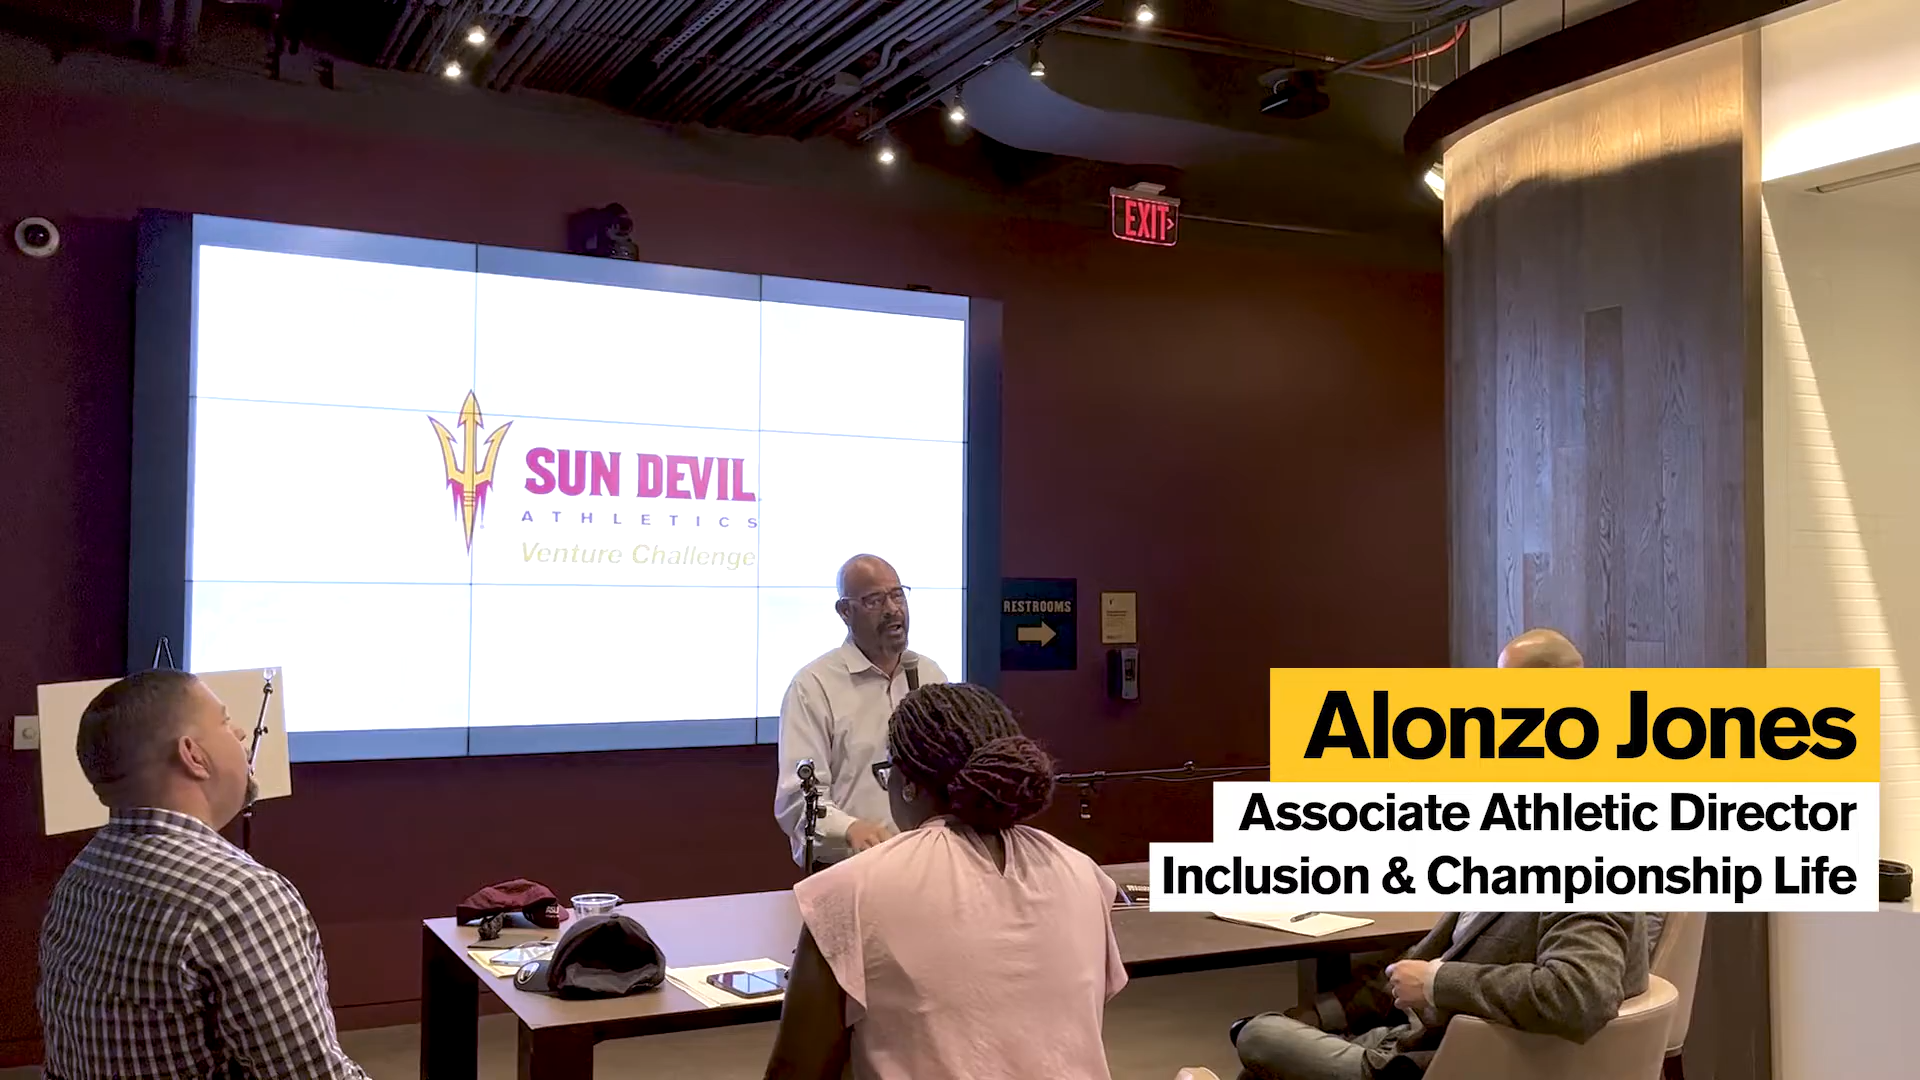 EXIT
SUN DEVIL
ATHLETICS
Venture Challenge
RESTROOMS
Alonzo Jones
Associate Athletic Director
Inclusion & Championship Life